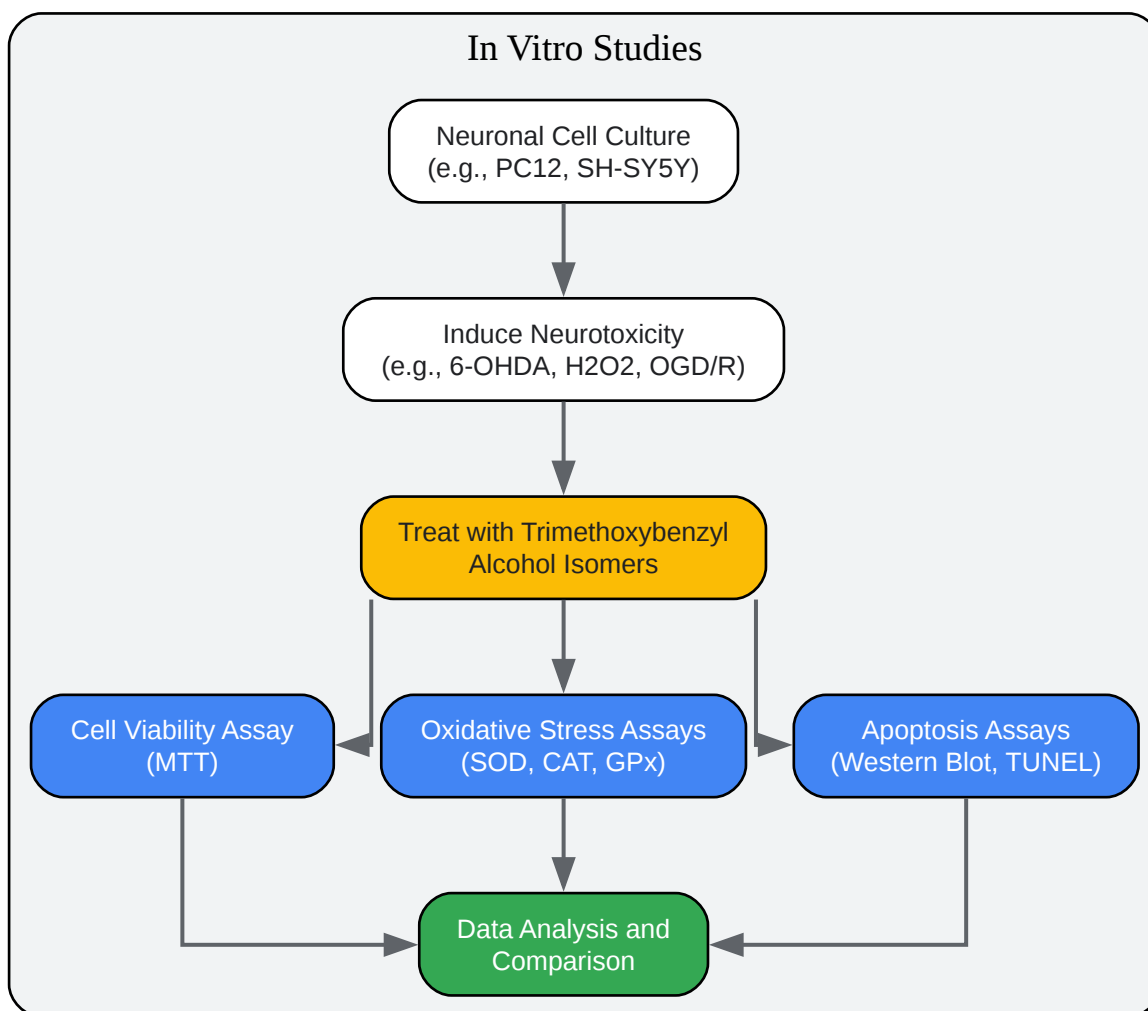 In Vitro Studies
Neuronal Cell Culture
(e.g., PC12, SH-SY5Y)
Induce Neurotoxicity
(e.g., 6-OHDA, H2O2, OGD/R)
Treat with Trimethoxybenzyl
Alcohol Isomers
Cell Viability Assay
(MTT)
Oxidative Stress Assays
(SOD, CAT, GPx)
Apoptosis Assays
(Western Blot, TUNEL)
Data Analysis and
Comparison